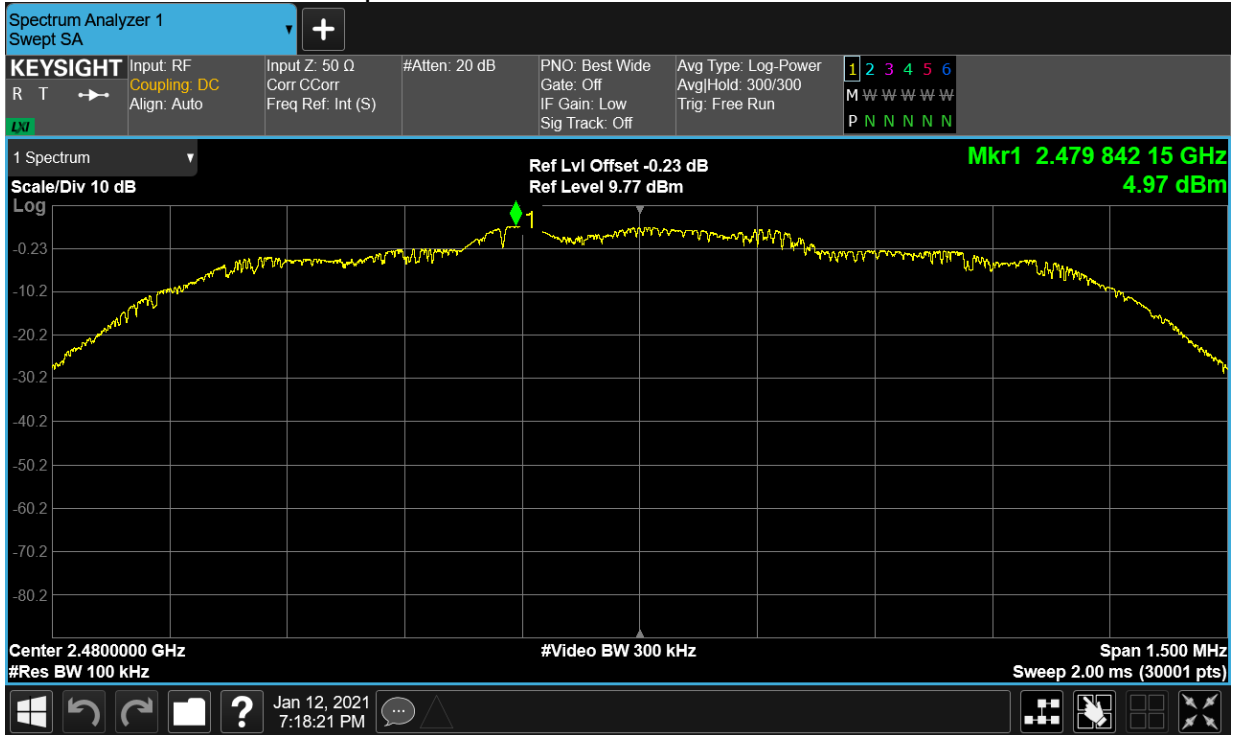 Spectrum Analyzer 1
Swept SA
▼
+
KEYSIGHT
R T
LXI
Input: RF
Coupling: DC
Align: Auto
Input Z: 50 Ω
Corr CCorr
Freq Ref: Int (S)
#Atten: 20 dB
PNO: Best Wide
Gate: Off
IF Gain: Low
Sig Track: Off
Avg Type: Log-Power
Avg|Hold: 300/300
Trig: Free Run
1 2 3 4 5 6
M W W W W W
P N N N N N
1 Spectrum ▼
Scale/Div 10 dB
Log
Ref Lvl Offset -0.23 dB
Ref Level 9.77 dBm
Mkr1 2.479 842 15 GHz
4.97 dBm
1
-0.23
-10.2
-20.2
-30.2
-40.2
-50.2
-60.2
-70.2
-80.2
Center 2.4800000 GHz
#Res BW 100 kHz
#Video BW 300 kHz
Span 1.500 MHz
Sweep 2.00 ms (30001 pts)
?
Jan 12, 2021
7:18:21 PM